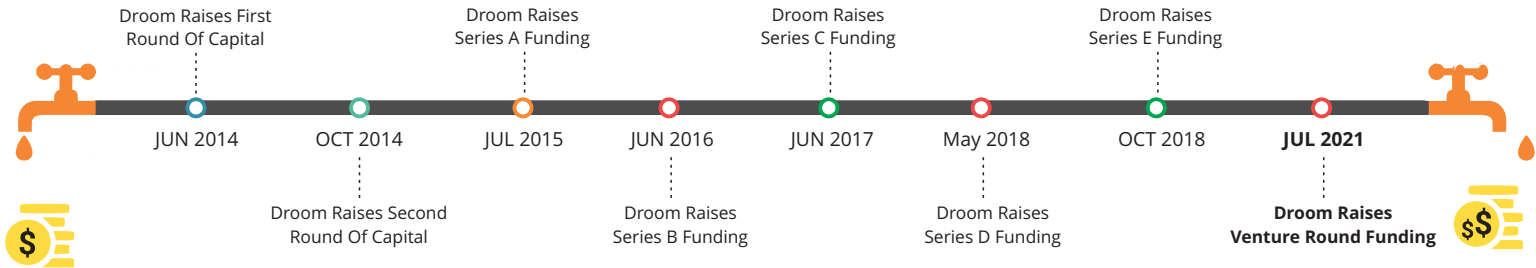 Droom Raises First
Round Of Capital
Droom Raises
Series A Funding
Droom Raises
Series C Funding
Droom Raises
Series E Funding
JUN 2014
OCT 2014
JUL 2015
JUN 2016
JUN 2017
May 2018
OCT 2018
JUL 2021
Droom Raises Second
Round Of Capital
Droom Raises
Series B Funding
Droom Raises
Series D Funding
Droom Raises
Venture Round Funding
$
$$